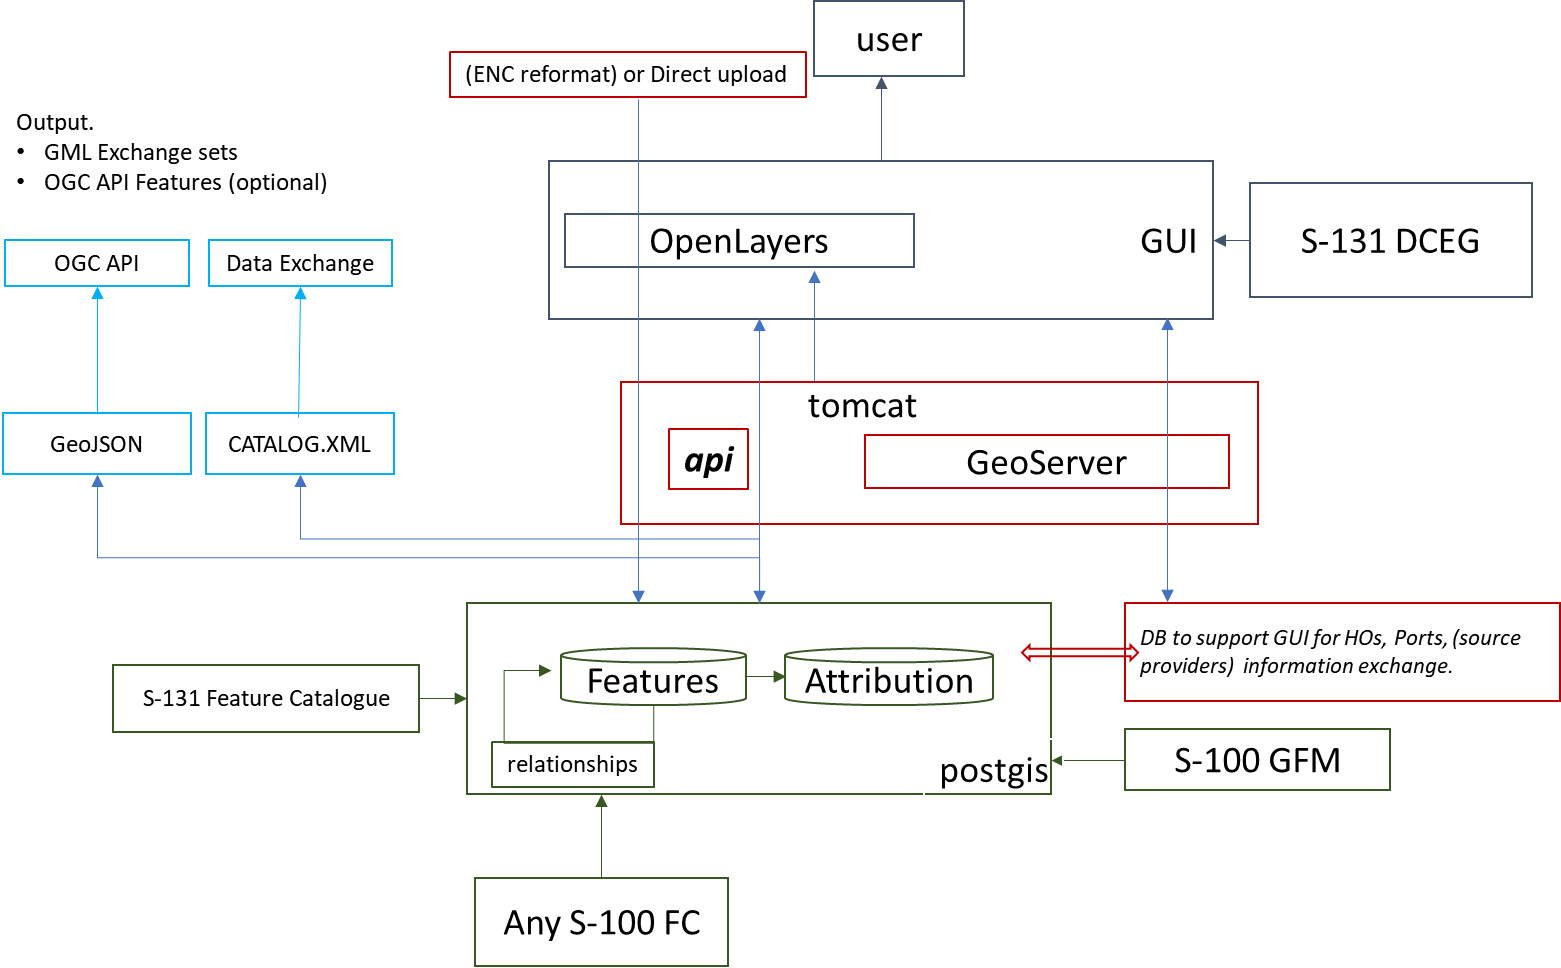 user
(ENC reformat) or Direct upload
Output.
• GML Exchange sets
• OGC API Features (optional)
OpenLayers
GUI
S-131 DCEG
OGC API
Data Exchange
tomcat
GeoJSON
CATALOG.XML
api
GeoServer
DB to support GUI for HOs, Ports, (source
providers) information exchange.
S-131 Feature Catalogue
Features
Attribution
relationships
postgis
S-100 GFM
Any S-100 FC